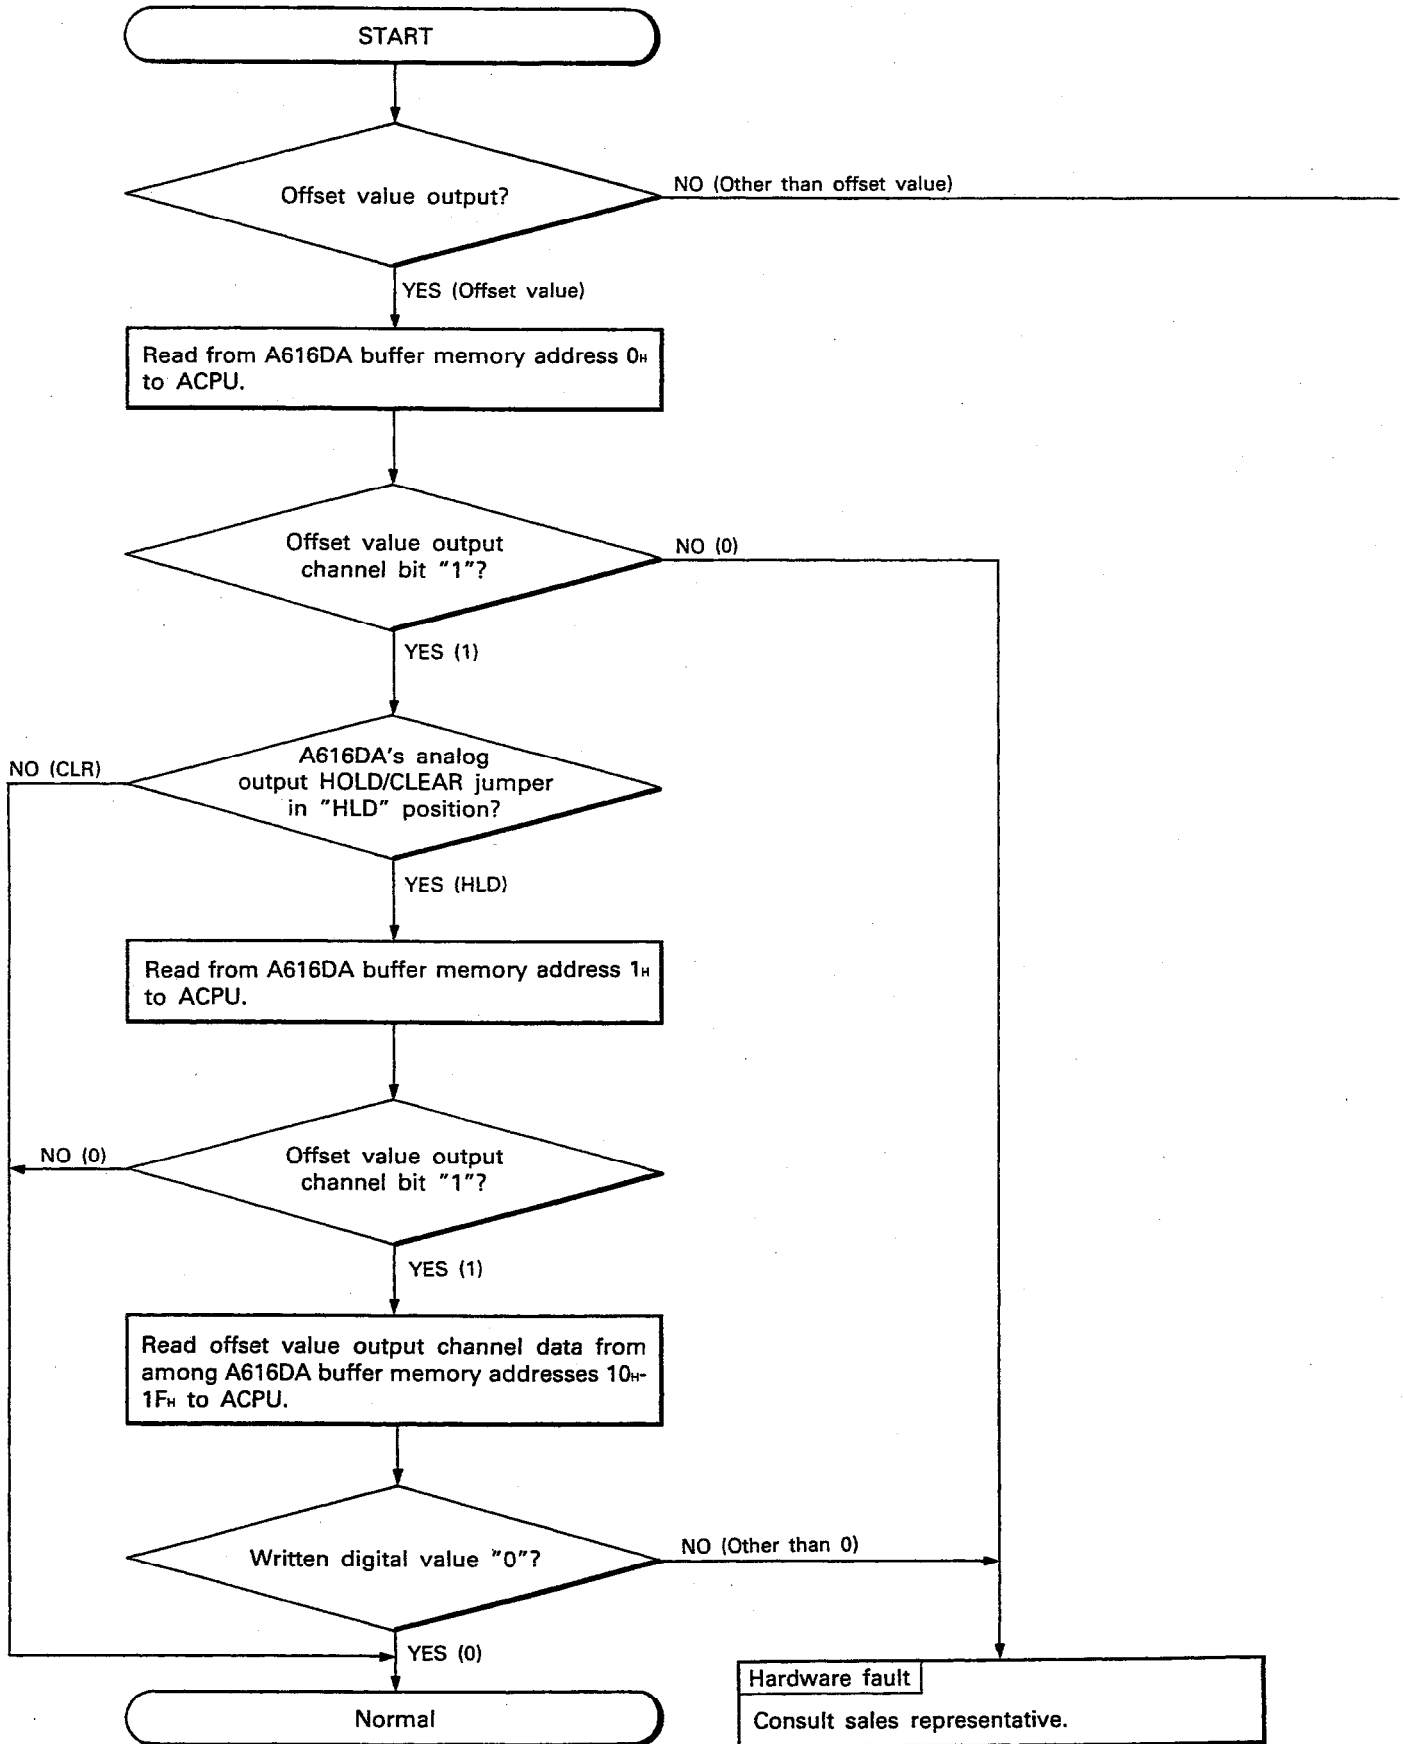 START
Offset value output?
NO (Other than offset value)
YES (Offset value)
Read from A616DA buffer memory address 0H
to ACPU.
Offset value output
channel bit "1"?
NO (0)
YES (1)
A616DA's analog
output HOLD/CLEAR jumper
in "HLD" position?
NO (CLR)
YES (HLD)
Read from A616DA buffer memory address 1H
to ACPU.
Offset value output
channel bit "1"?
NO (0)
YES (1)
Read offset value output channel data from
among A616DA buffer memory addresses 10H-
1FH to ACPU.
Written digital value "0"?
NO (Other than 0)
YES (0)
Normal
Hardware fault
Consult sales representative.